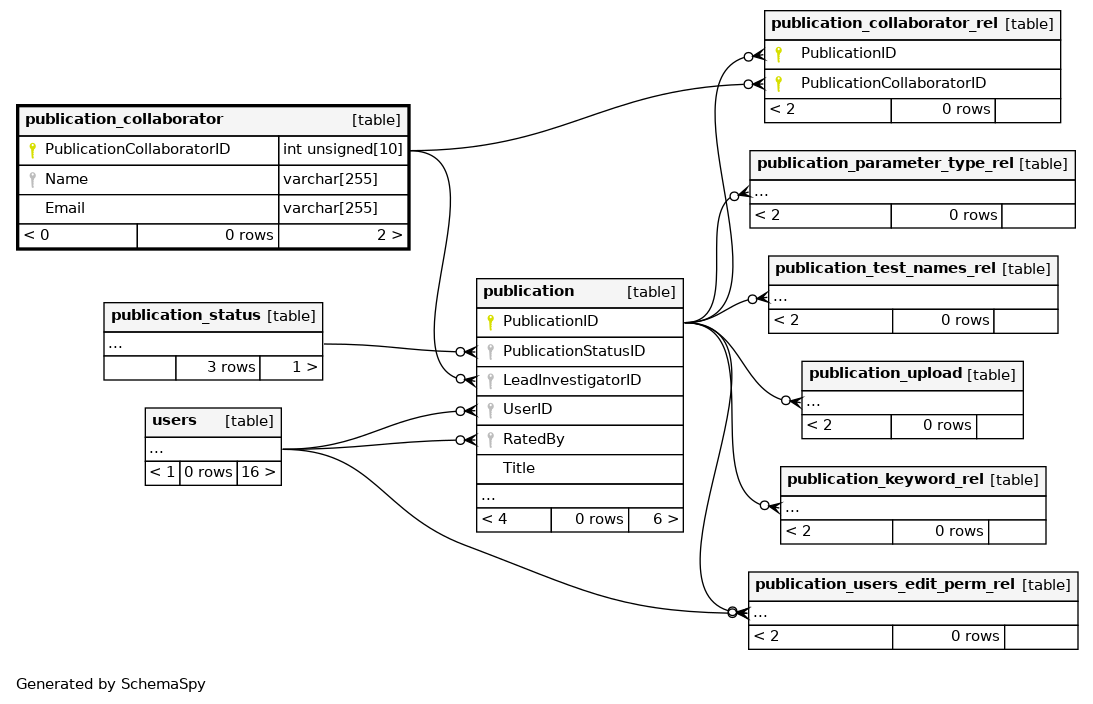 publication_collaborator [table]
PublicationCollaboratorID int unsigned[10]
Name varchar[255]
Email varchar[255]
< 0 0 rows 2 >
publication_status [table]
...
3 rows 1 >
users [table]
...
< 1 0 rows 16 >
publication [table]
PublicationID
PublicationStatusID
LeadInvestigatorID
UserID
RatedBy
Title
...
< 4 0 rows 6 >
publication_collaborator_rel [table]
PublicationID
PublicationCollaboratorID
< 2 0 rows
publication_parameter_type_rel [table]
...
< 2 0 rows
publication_test_names_rel [table]
...
< 2 0 rows
publication_upload [table]
...
< 2 0 rows
publication_keyword_rel [table]
...
< 2 0 rows
publication_users_edit_perm_rel [table]
...
< 2 0 rows
Generated by SchemaSpy